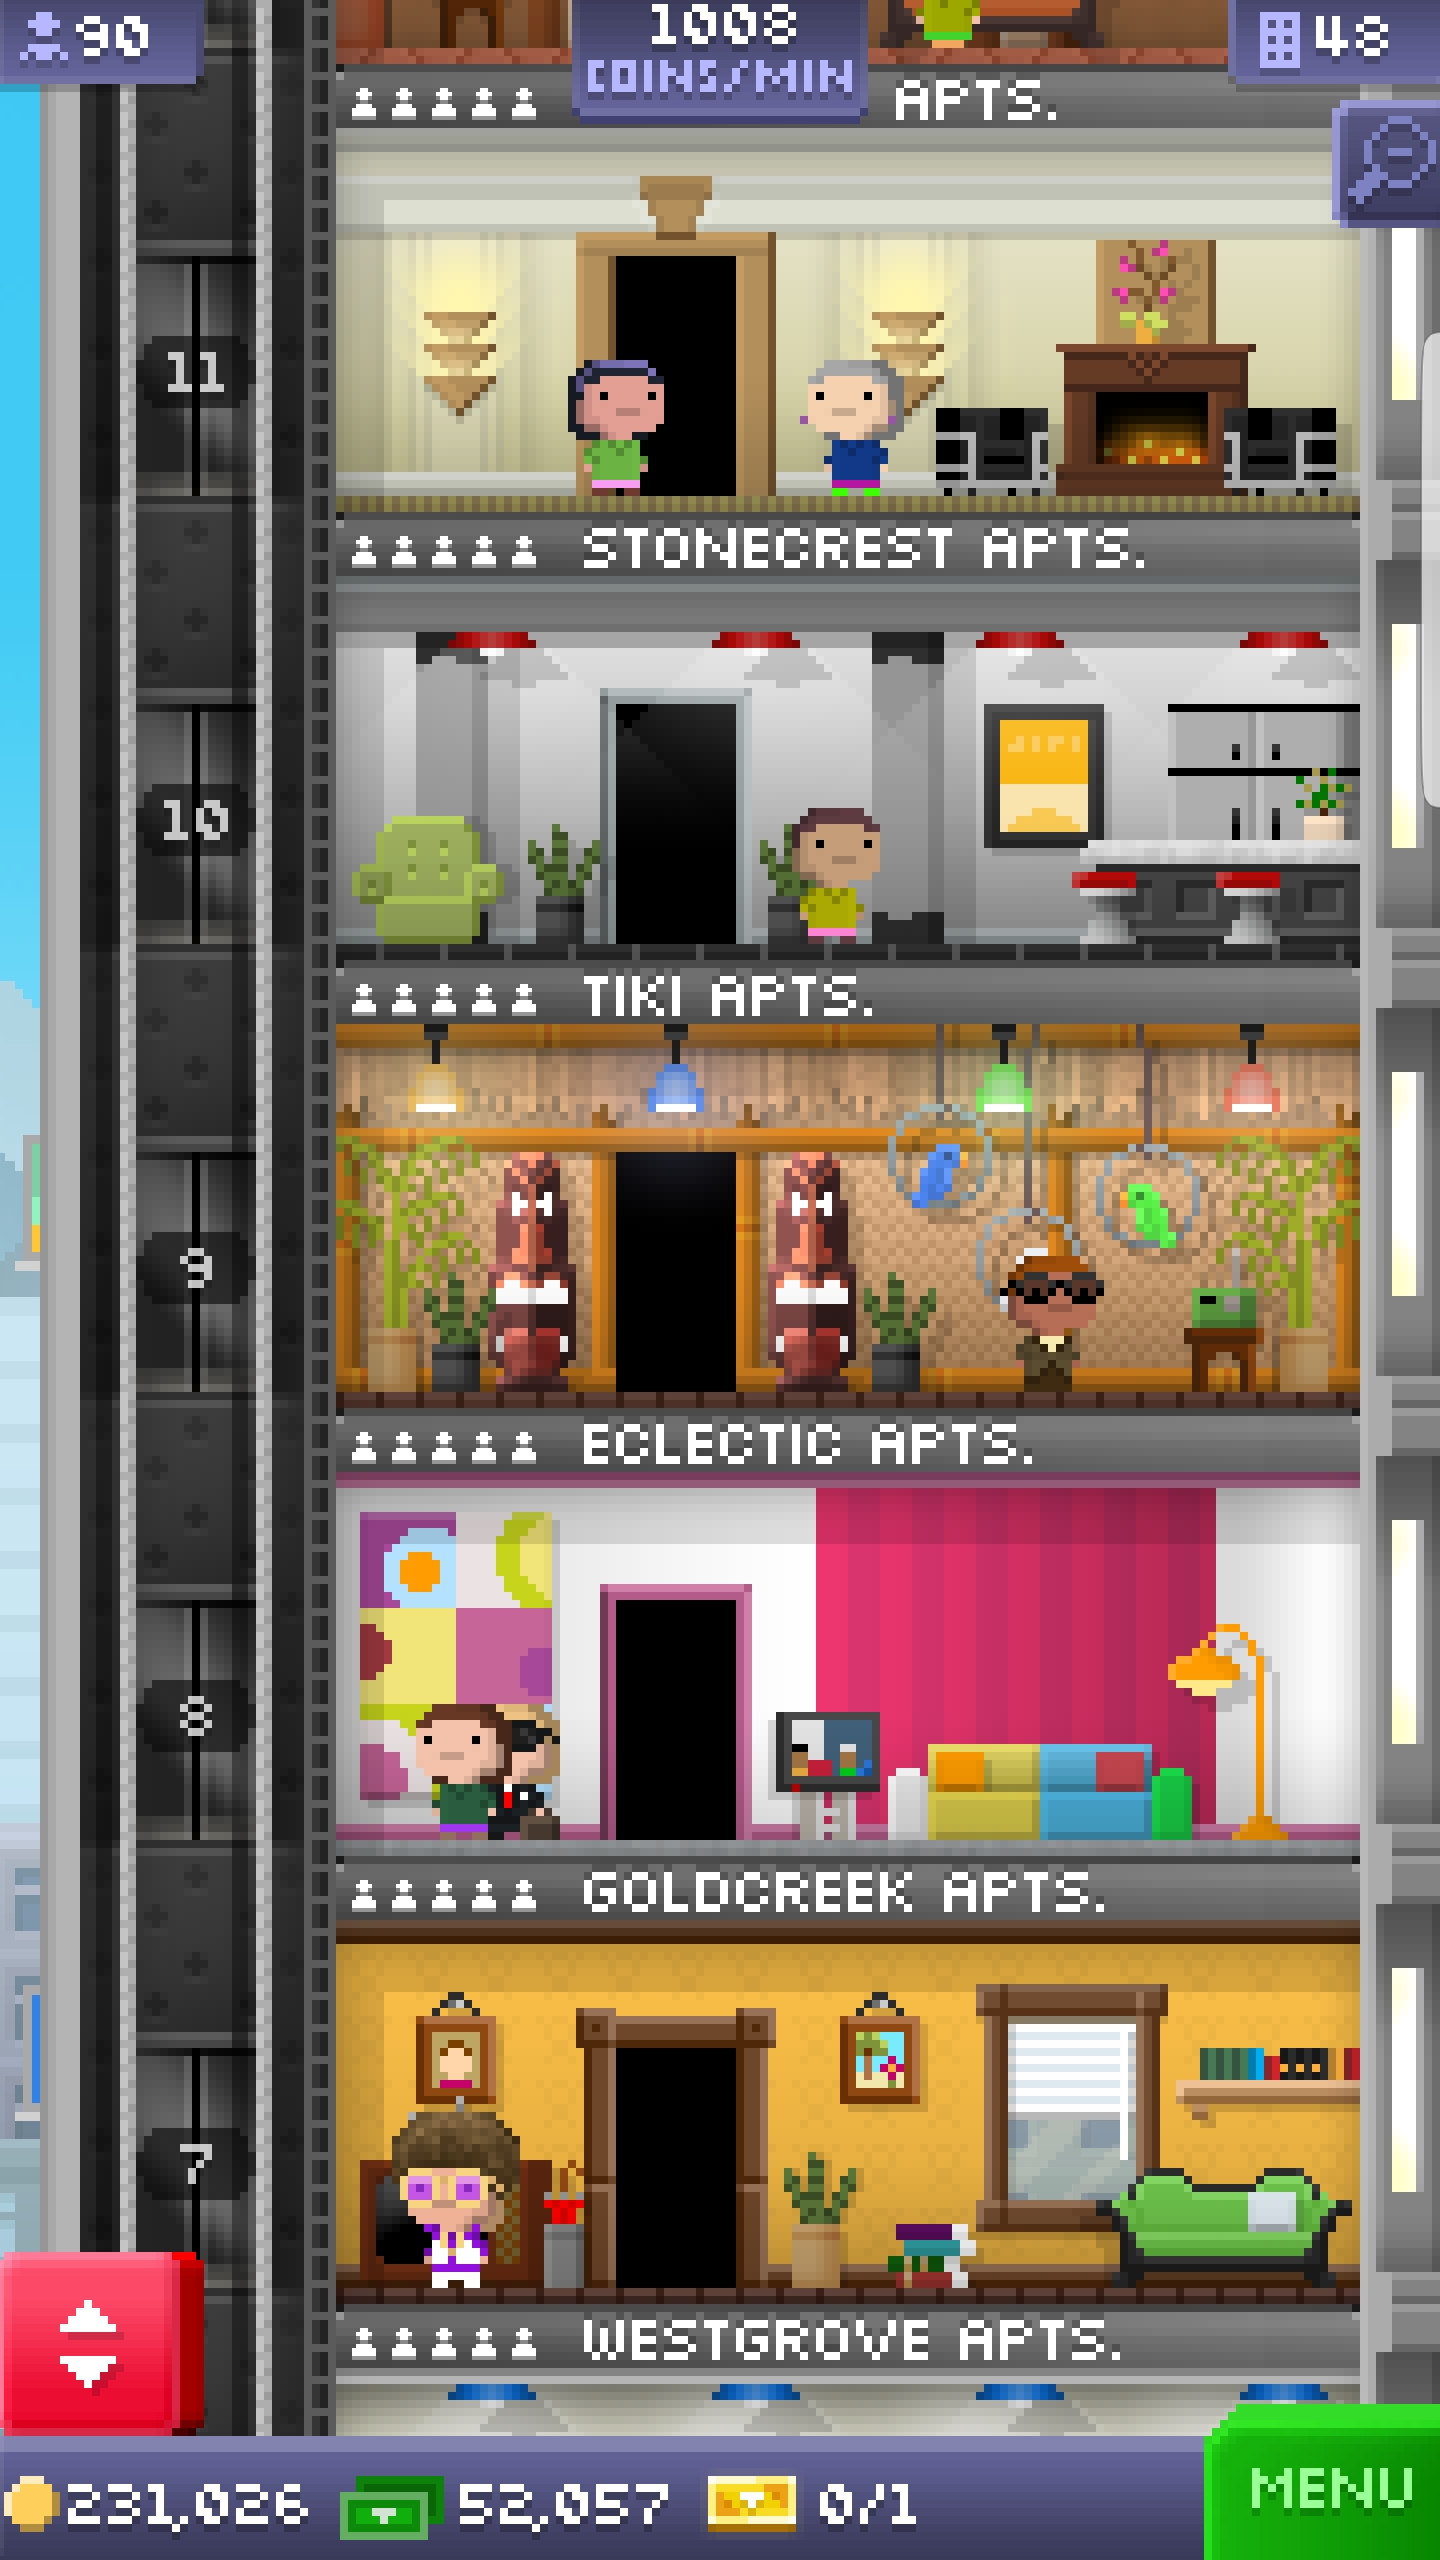 90
1008
COINS/MIN
48
APTS.
11
STONECREST APTS.
10
TIKI APTS.
9
ECLECTIC APTS.
8
GOLDCREEK APTS.
7
WESTGROVE APTS.
231,026
52,057
0/1
MENU